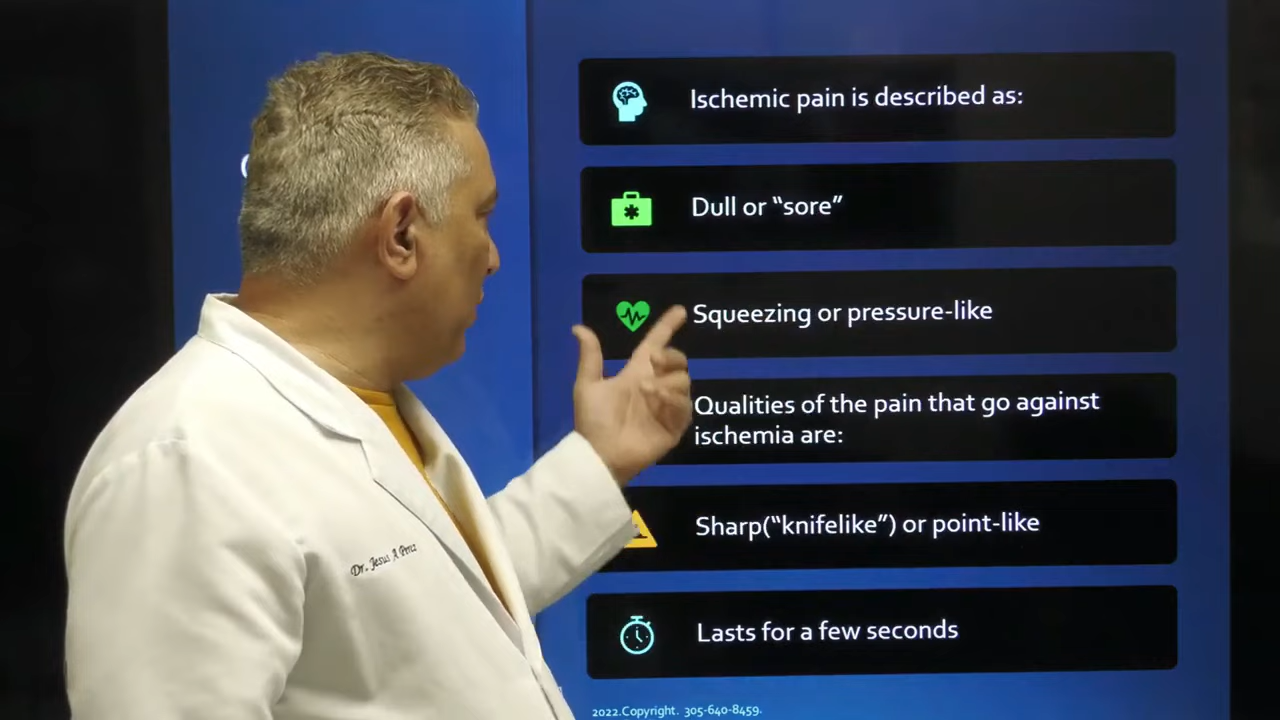 Ischemic pain is described as:
Dull or “sore”
Squeezing or pressure-like
Qualities of the pain that go against
ischemia are:
Sharp(“knifelike”) or point-like
Lasts for a few seconds
Dr. Jesus A Perez
2022.Copyright. 305-640-8459.